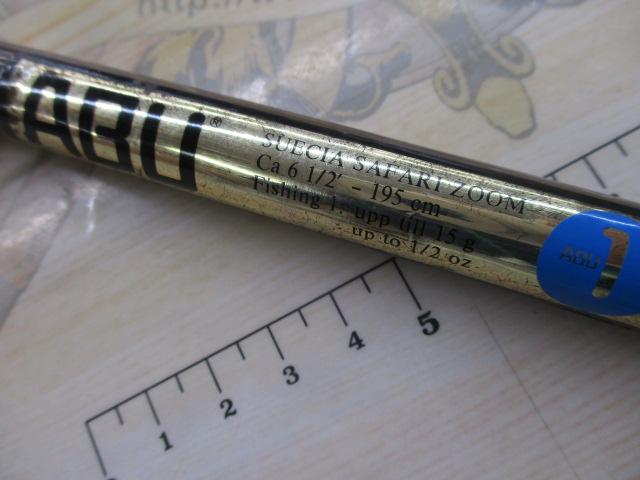 http://w
ABU®
SUECIA SAFARI ZOOM
Ca 6 1/2' - 195 cm
Fishing 1: upp till 15 g
up to 1/2 oz
ABU 1
1 2 3 4 5